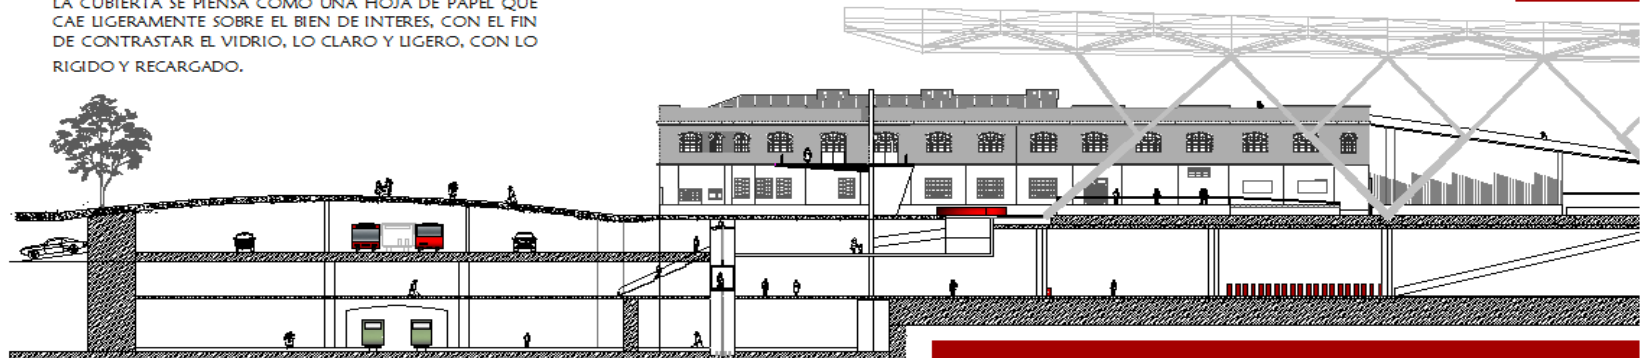 LA CUBIERTA SE PIENSA COMO UNA HOJA DE PAPEL QUE
CAE LIGERAMENTE SOBRE EL BIEN DE INTERES, CON EL FIN
DE CONTRASTAR EL VIDRIO, LO CLARO Y LIGERO, CON LO
RIGIDO Y RECARGADO.